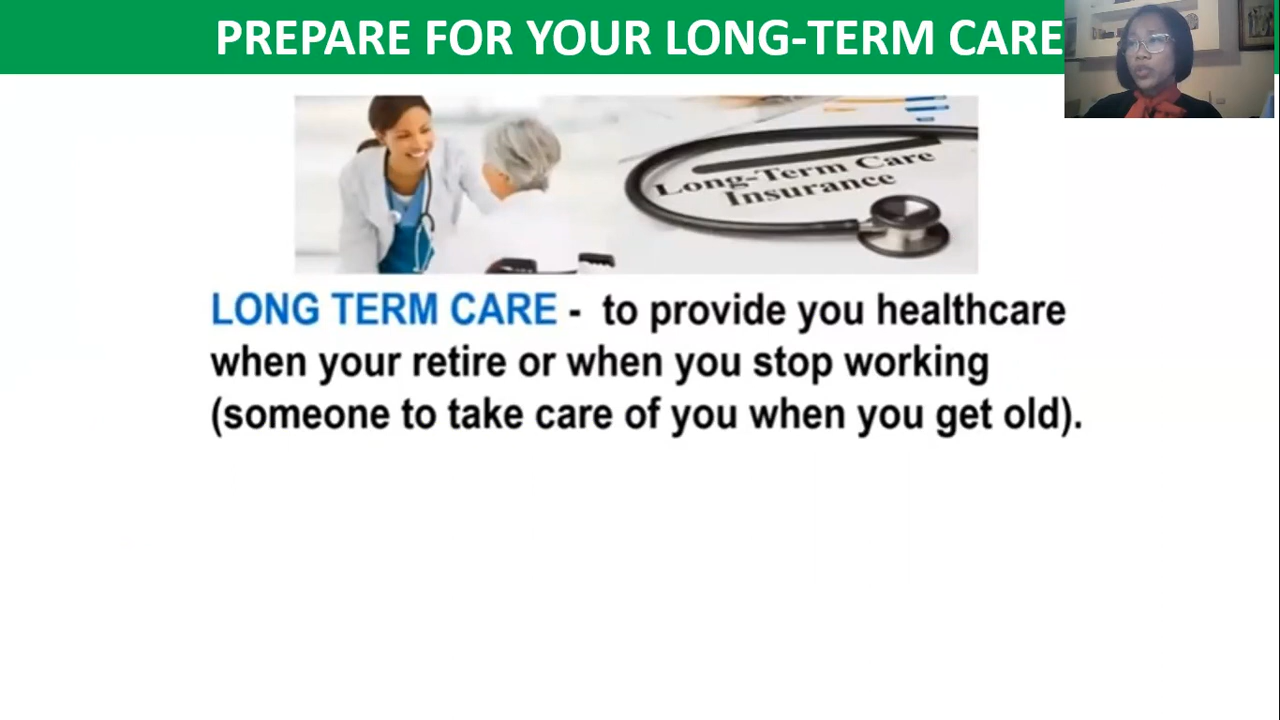 PREPARE FOR YOUR LONG-TERM CARE
Long-Term Care
Insurance
LONG TERM CARE - to provide you healthcare
when your retire or when you stop working
(someone to take care of you when you get old).